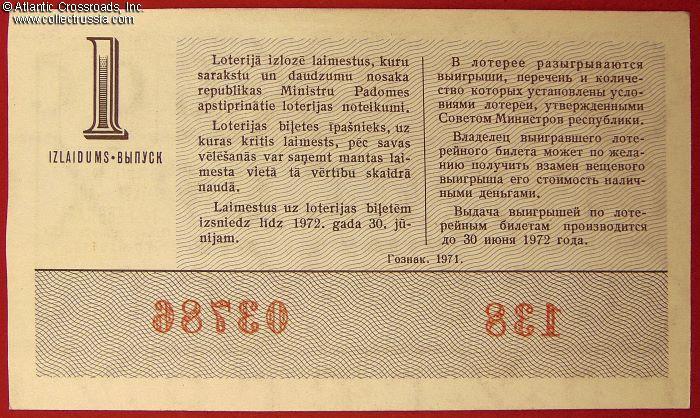 © Atlantic Crossroads, Inc.
www.collectrussia.com
1
IZLAIDUMS•ВЫПУСК
Loterijā izlozē laimestus, kuru
sarakstu un daudzumu nosaka
republikas Ministru Padomes
apstiprinātie loterijas noteikumi.
Loterijas biļetes īpašnieks, uz
kuras kritis laimests, pēc savas
vēlēšanās var saņemt mantas lai-
mesta vietā tā vērtību skaidrā
naudā.
Laimestus uz loterijas biļetēm
izsniedz līdz 1972. gada 30. jū-
nijam.
В лотерее разыгрываются
выигрыши, перечень и количе-
ство которых установлены усло-
виями лотереи, утвержденными
Советом Министров республики.
Владелец выигравшего лоте-
рейного билета может по жела-
нию получить взамен вещевого
выигрыша его стоимость налич-
ными деньгами.
Выдача выигрышей по лоте-
рейным билетам производится
до 30 июня 1972 года.
Гознак. 1971.
03786 138